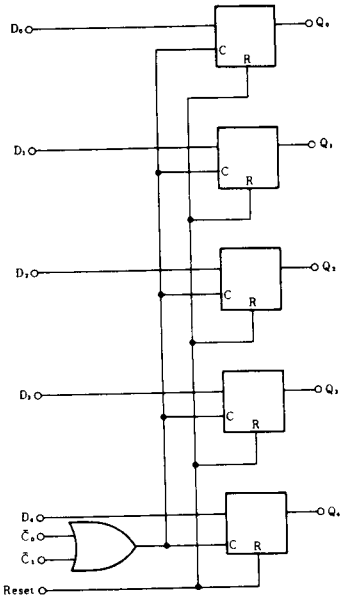 D₀ Q₀
C
R
D₁ Q₁
C
R
D₂ Q₂
C
R
D₃ Q₃
C
R
D₄ Q₄
C̄₀
C
R
C̄₁
Reset